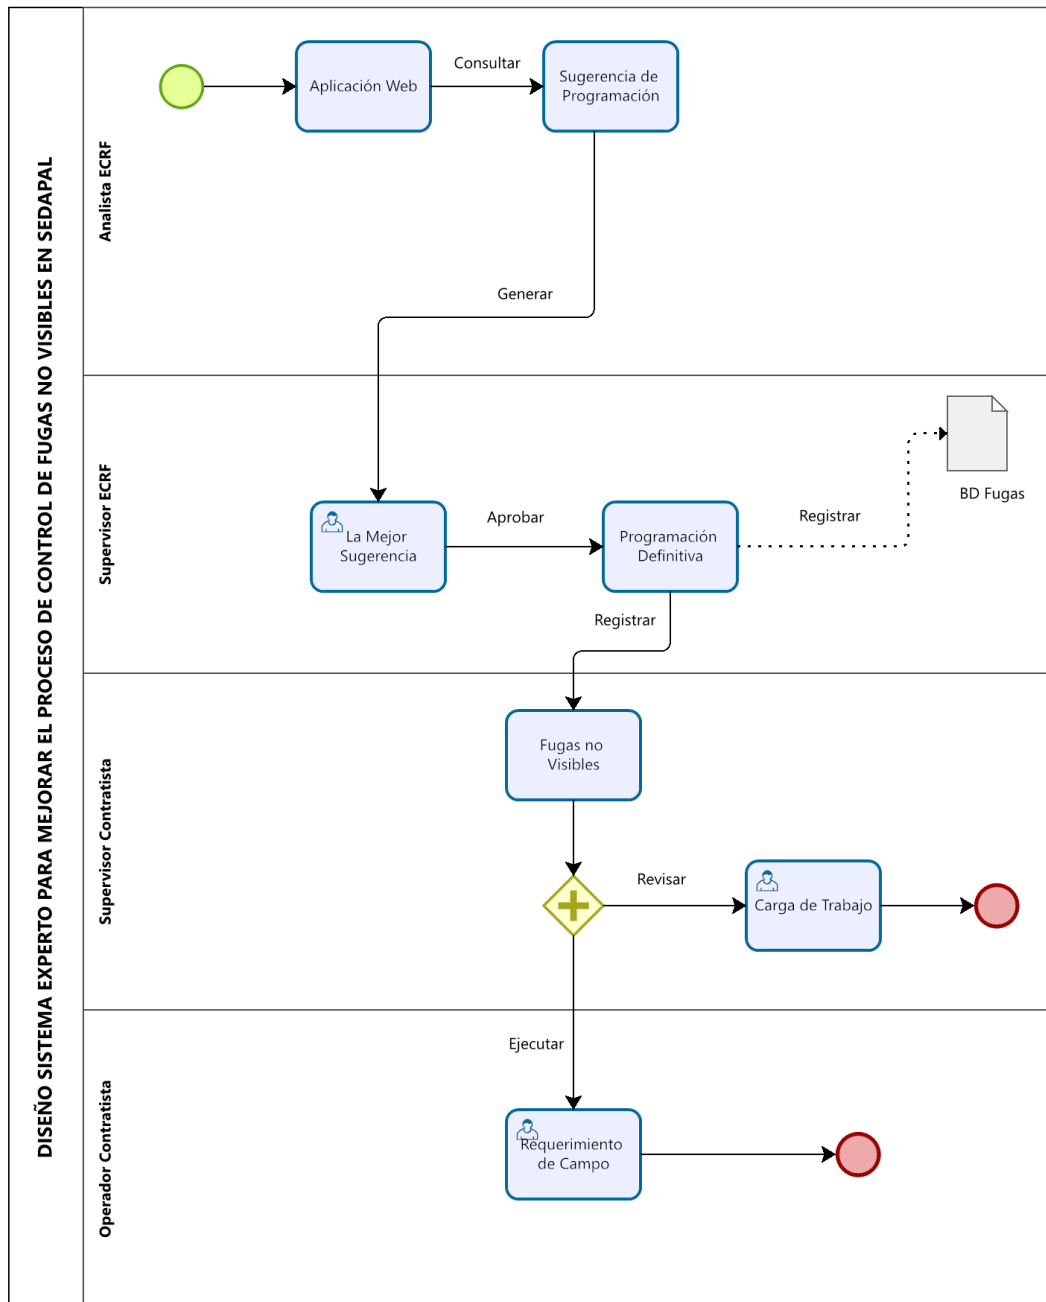 DISEÑO SISTEMA EXPERTO PARA MEJORAR EL PROCESO DE CONTROL DE FUGAS NO VISIBLES EN SEDAPAL
Analista ECRF
Aplicación Web
Consultar
Sugerencia de
Programación
Generar
Supervisor ECRF
La Mejor
Sugerencia
Aprobar
Programación
Definitiva
Registrar
BD Fugas
Registrar
Supervisor Contratista
Fugas no
Visibles
Revisar
Carga de Trabajo
Operador Contratista
Ejecutar
Requerimiento
de Campo